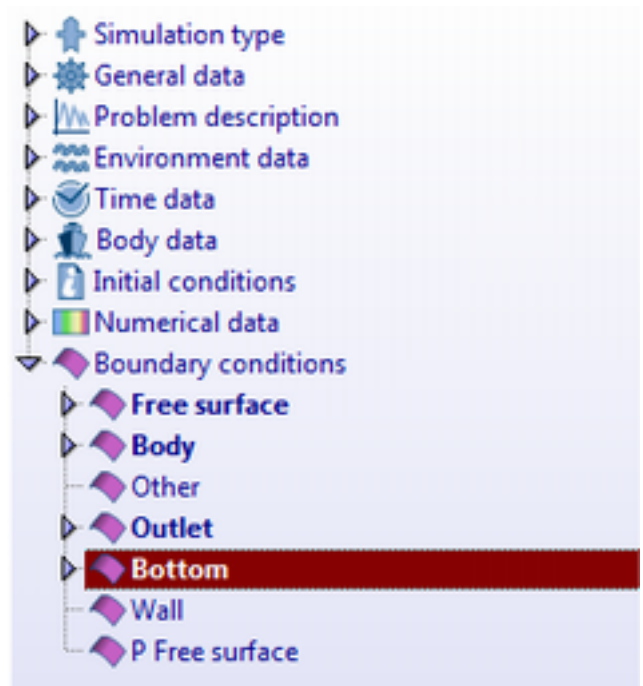 Simulation type
General data
Problem description
Environment data
Time data
Body data
Initial conditions
Numerical data
Boundary conditions
Free surface
Body
Other
Outlet
Bottom
Wall
P Free surface